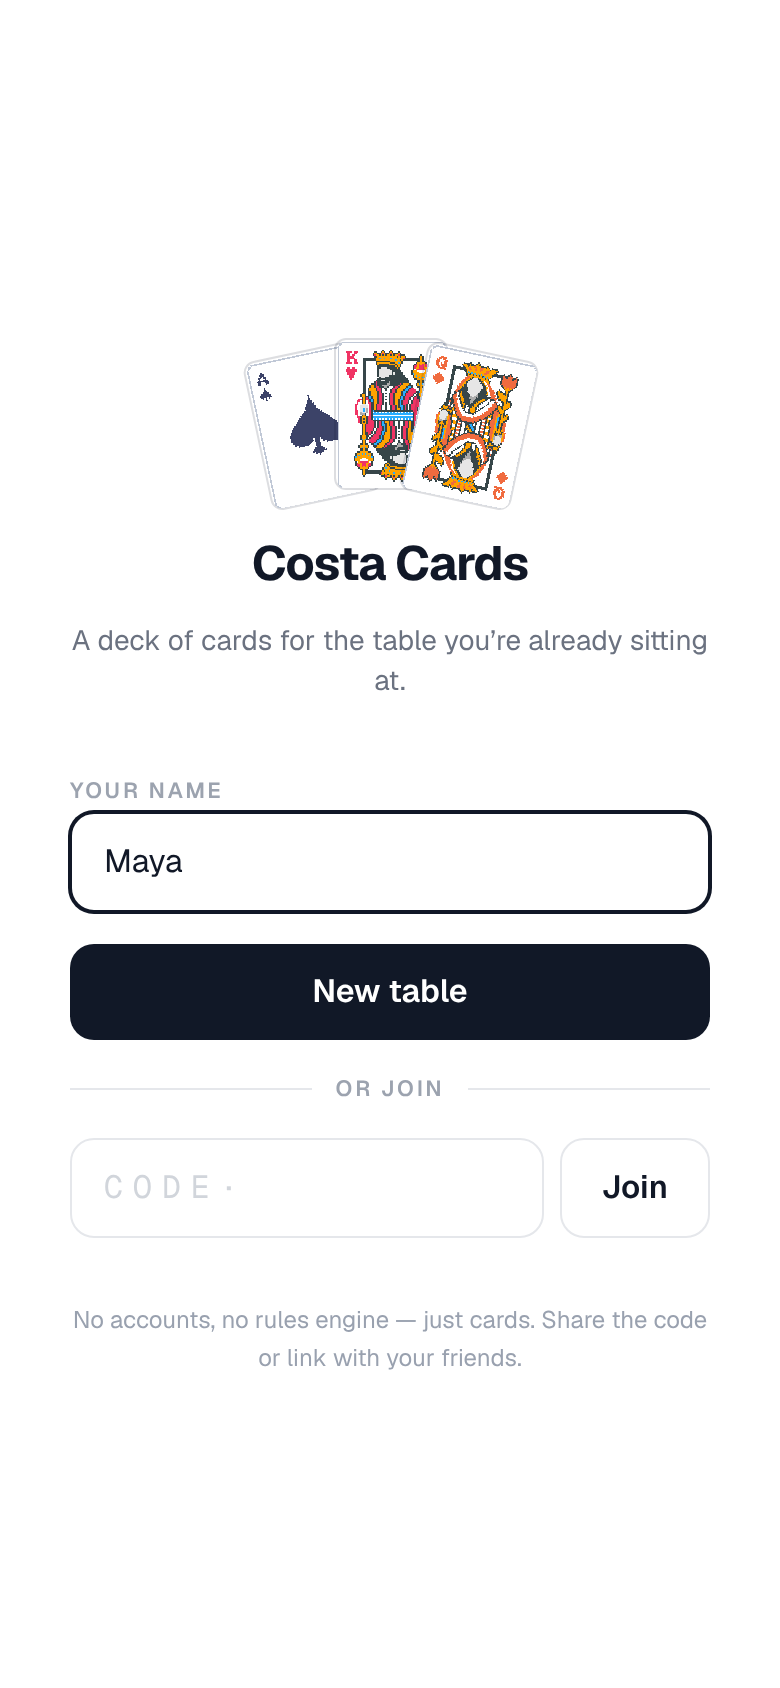 A
K
Q
Q
Costa Cards
A deck of cards for the table you’re already sitting
at.
YOUR NAME
Maya
New table
OR JOIN
CODE·
Join
No accounts, no rules engine — just cards. Share the code
or link with your friends.